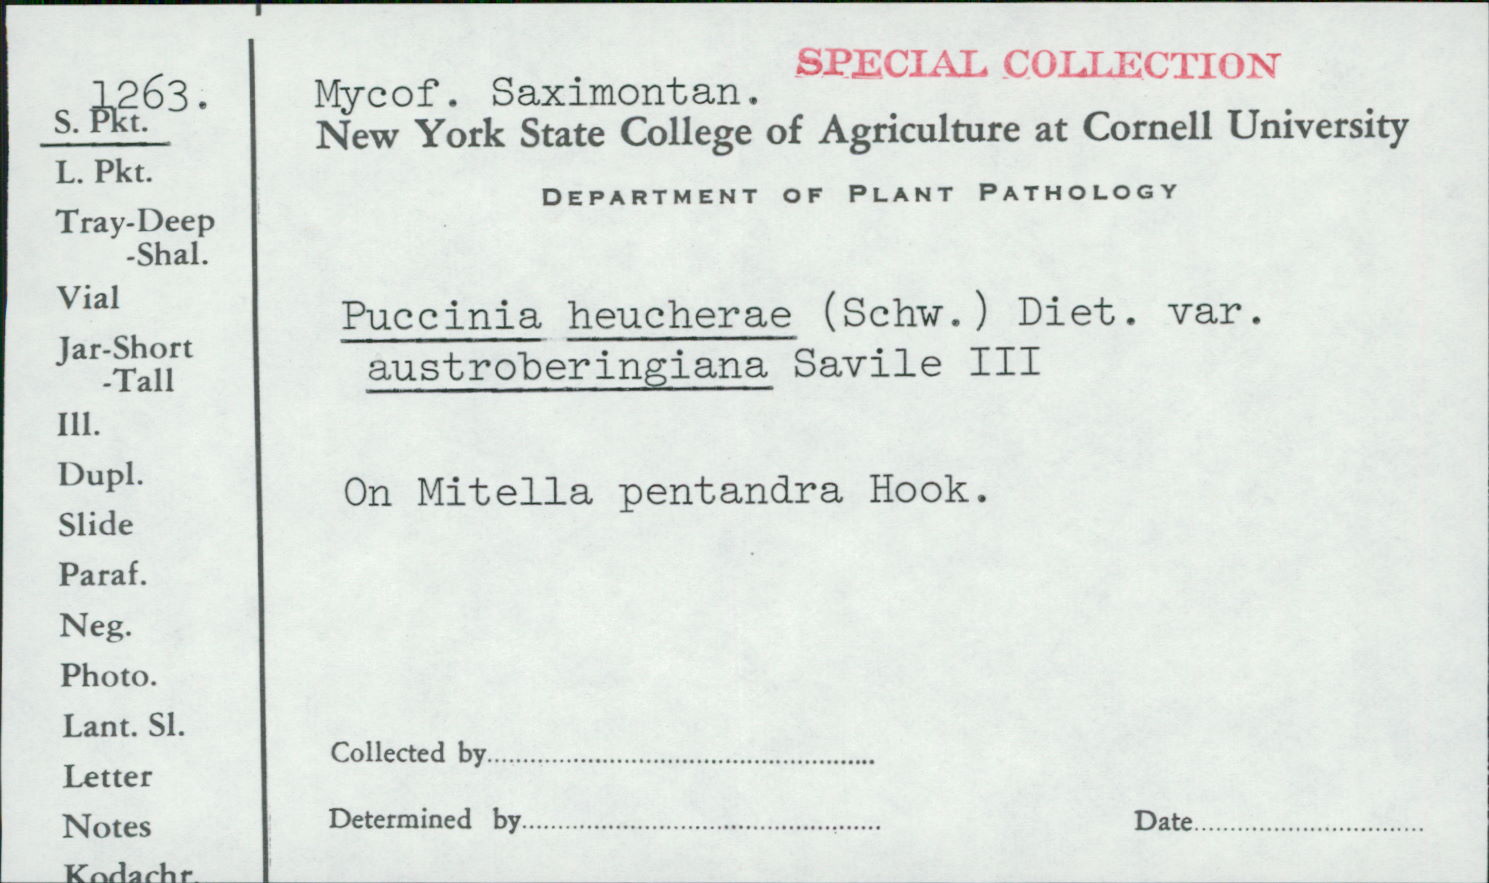 SPECIAL COLLECTION
1263.
Mycof. Saximontan.
New York State College of Agriculture at Cornell University
DEPARTMENT OF PLANT PATHOLOGY
S. Pkt.
L. Pkt.
Tray-Deep
-Shal.
Vial
Jar-Short
-Tall
Ill.
Dupl.
Slide
Paraf.
Neg.
Photo.
Lant. Sl.
Letter
Notes
Kodachr.
Puccinia heucherae (Schw.) Diet. var.
austroberingiana Savile III
On Mitella pentandra Hook.
Collected by
Determined by
Date